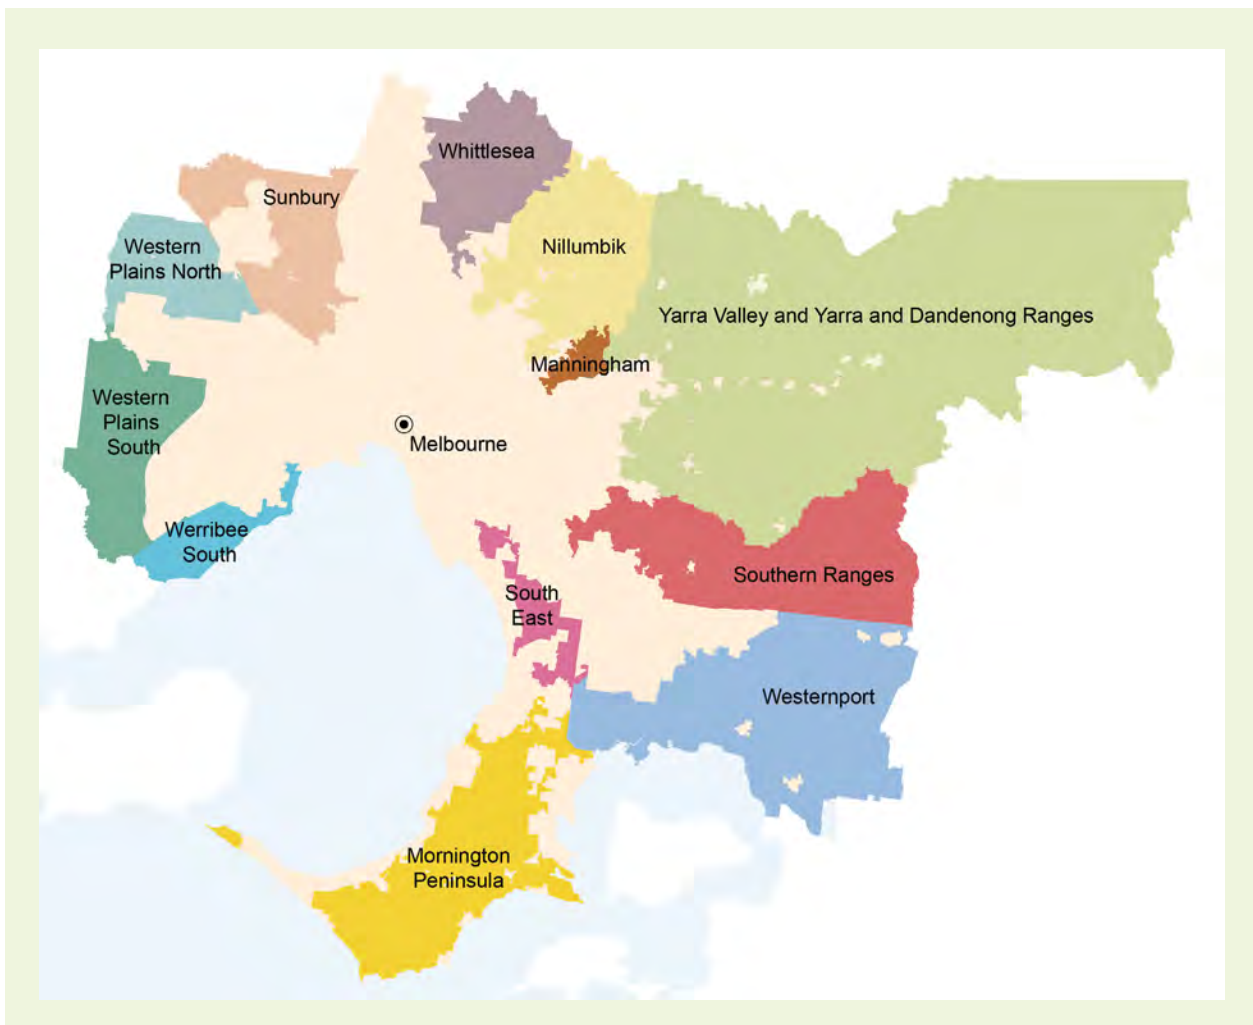 Whittlesea
Sunbury
Western
Plains North
Nillumbik
Yarra Valley and Yarra and Dandenong Ranges
Manningham
Western
Plains
South
Melbourne
Werribee
South
Southern Ranges
South
East
Westernport
Mornington
Peninsula